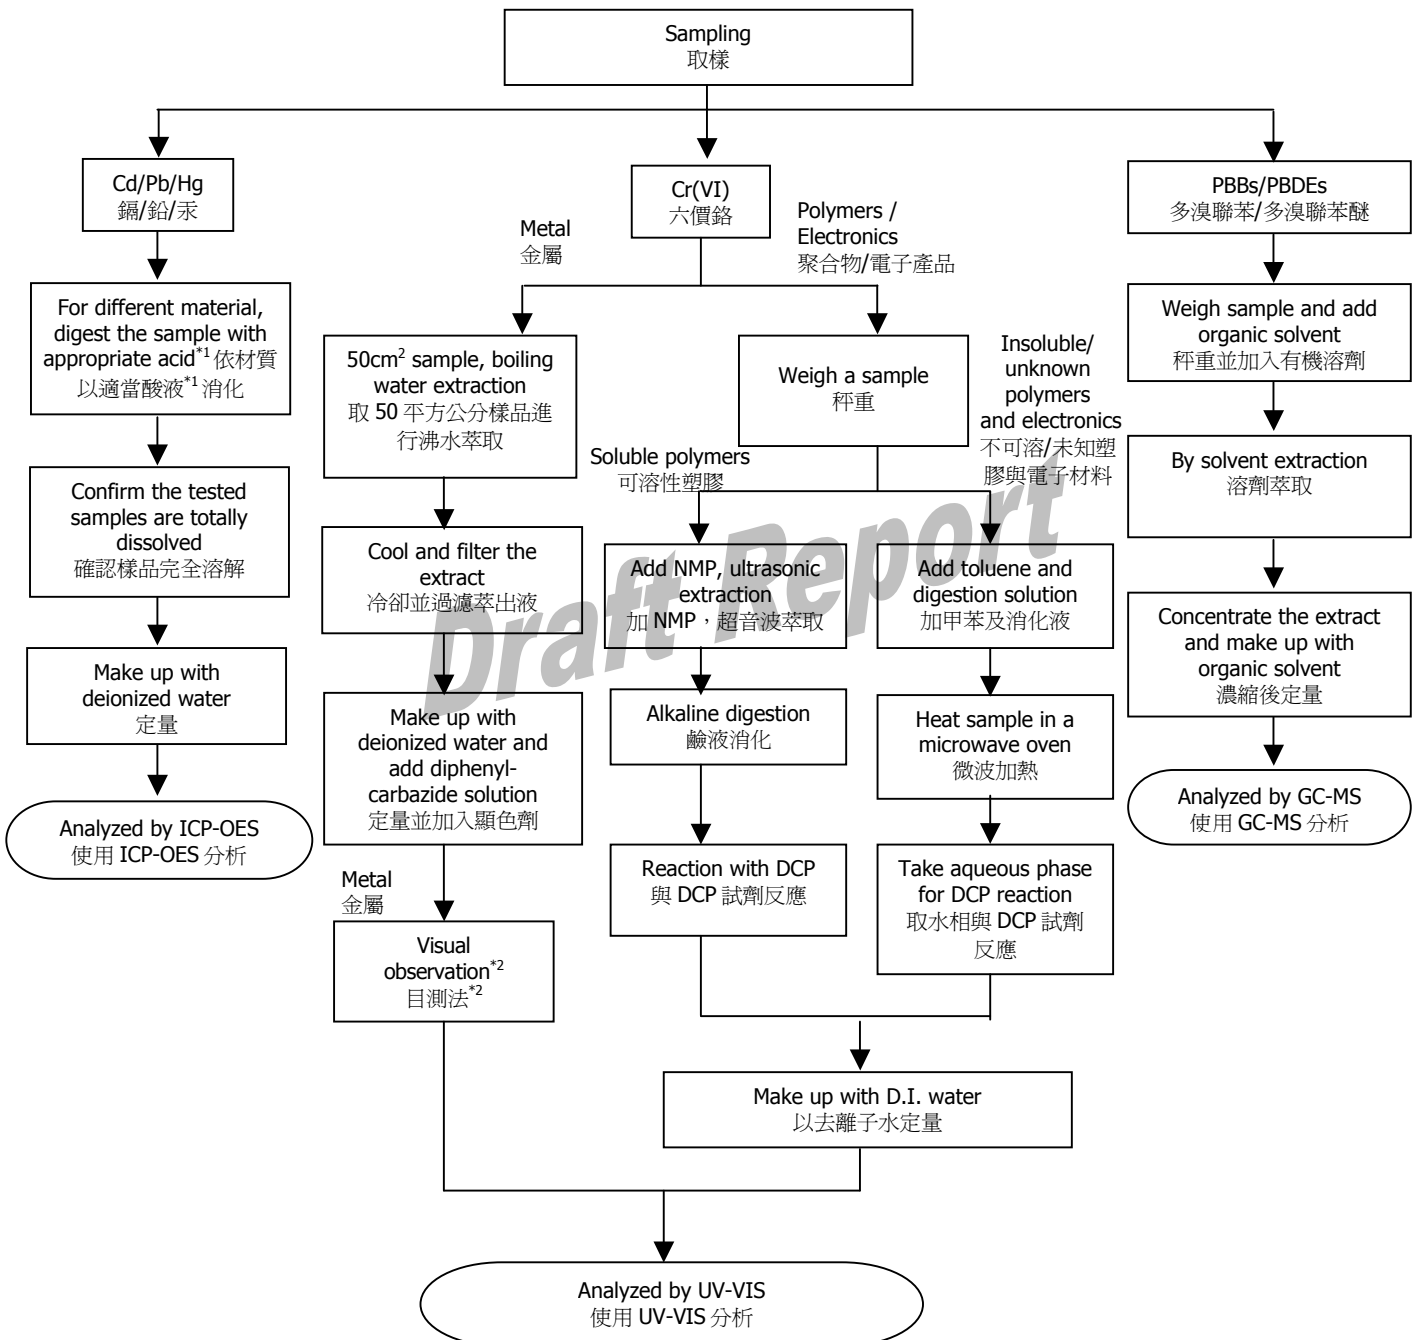 Sampling
取樣
Cd/Pb/Hg
鎘/鉛/汞
For different material,
digest the sample with
appropriate acid*1 依材質
以適當酸液*1 消化
Confirm the tested
samples are totally
dissolved
確認樣品完全溶解
Make up with
deionized water
定量
Analyzed by ICP-OES
使用 ICP-OES 分析
Cr(VI)
六價鉻
Metal
金屬
Polymers /
Electronics
聚合物/電子產品
50cm2 sample, boiling
water extraction
取 50 平方公分樣品進
行沸水萃取
Cool and filter the
extract
冷卻並過濾萃出液
Make up with
deionized water and
add diphenyl-
carbazide solution
定量並加入顯色劑
Metal
金屬
Visual
observation*2
目測法*2
Weigh a sample
秤重
Soluble polymers
可溶性塑膠
Insoluble/
unknown
polymers
and electronics
不可溶/未知塑
膠與電子材料
Add NMP, ultrasonic
extraction
加 NMP，超音波萃取
Alkaline digestion
鹼液消化
Reaction with DCP
與 DCP 試劑反應
Add toluene and
digestion solution
加甲苯及消化液
Heat sample in a
microwave oven
微波加熱
Take aqueous phase
for DCP reaction
取水相與 DCP 試劑
反應
Make up with D.I. water
以去離子水定量
Analyzed by UV-VIS
使用 UV-VIS 分析
PBBs/PBDEs
多溴聯苯/多溴聯苯醚
Weigh sample and add
organic solvent
秤重並加入有機溶劑
By solvent extraction
溶劑萃取
Concentrate the extract
and make up with
organic solvent
濃縮後定量
Analyzed by GC-MS
使用 GC-MS 分析
Draft Report